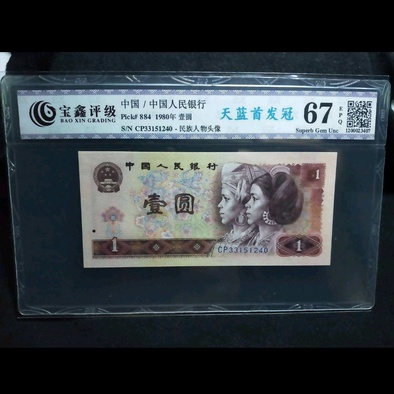 宝鑫评级
BAO XIN GRADING
中国 / 中国人民银行
Pick# 884 1980年 壹圆
S/N CP33151240 - 民族人物头像
天蓝首发冠
67
EPQ
Superb Gem Unc
1206023407
中国人民银行
1
壹圆
1
1
CP33151240